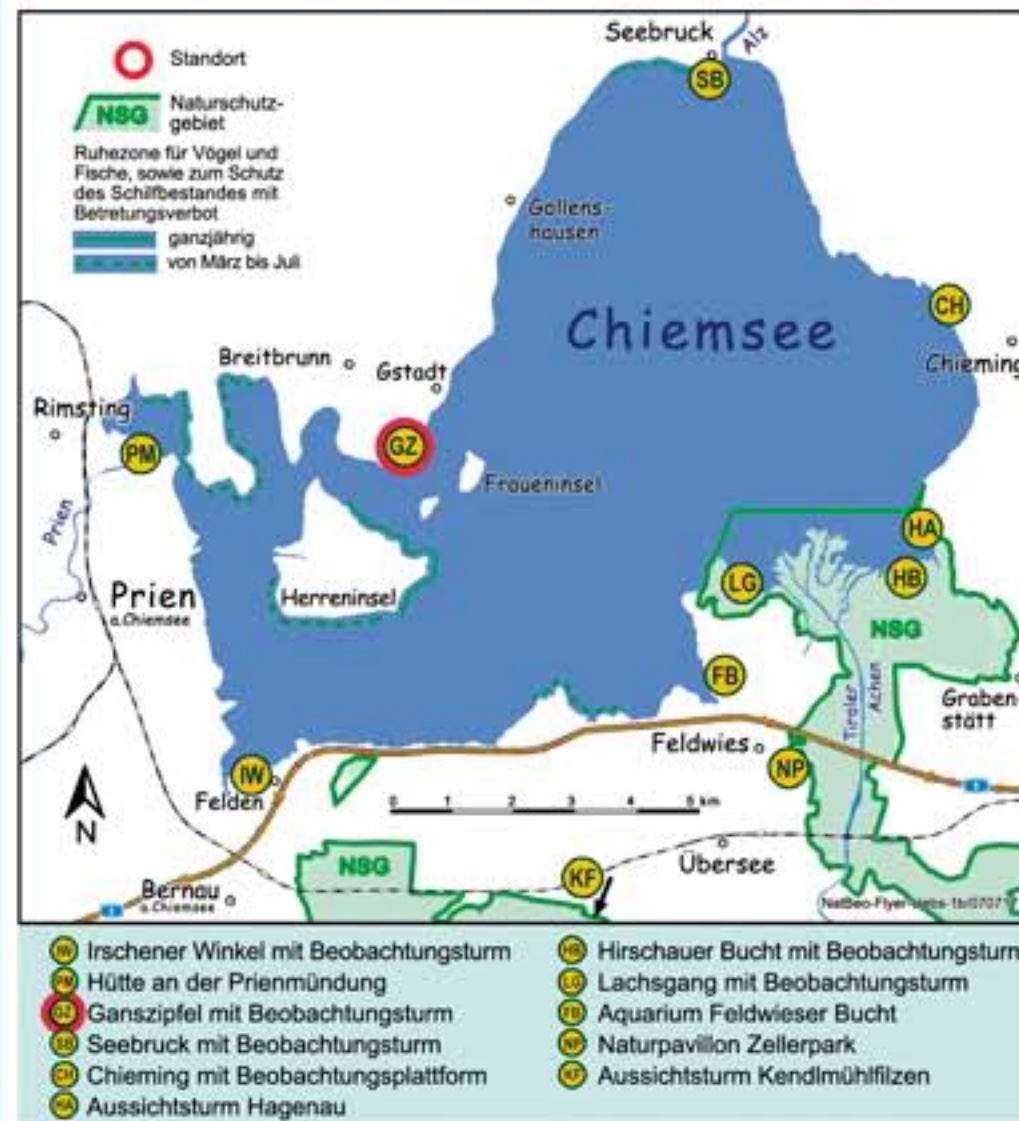 Standort
NSG
Naturschutz-
gebiet
Ruhezone für Vögel und
Fische, sowie zum Schutz
des Schilfbestandes mit
Betretungsverbot
ganzjährig
von März bis Juli
Seebruck
Alz
SB
Gollens-
hausen
Chiemsee
CH
Chieming
Breitbrunn
Gstadt
Rimsting
PM
GZ
Fraueninsel
Prien
HA
LG
HB
Prien
a.Chiemsee
Herreninsel
NSG
FB
Tiroler
Achen
Graben-
stätt
Feldwies
NP
IW
Felden
0 1 2 3 4 5 km
N
NSG
KF
Übersee
Bernau
a.Chiemsee
IW Irschener Winkel mit Beobachtungsturm
PM Hütte an der Prienmündung
GZ Ganszipfel mit Beobachtungsturm
SB Seebruck mit Beobachtungsturm
CH Chieming mit Beobachtungsplattform
HA Aussichtsturm Hagenau
HB Hirschauer Bucht mit Beobachtungsturm
LG Lachsgang mit Beobachtungsturm
FB Aquarium Feldwieser Bucht
NP Naturpavillon Zellerpark
KF Aussichtsturm Kendlmühlfilzen